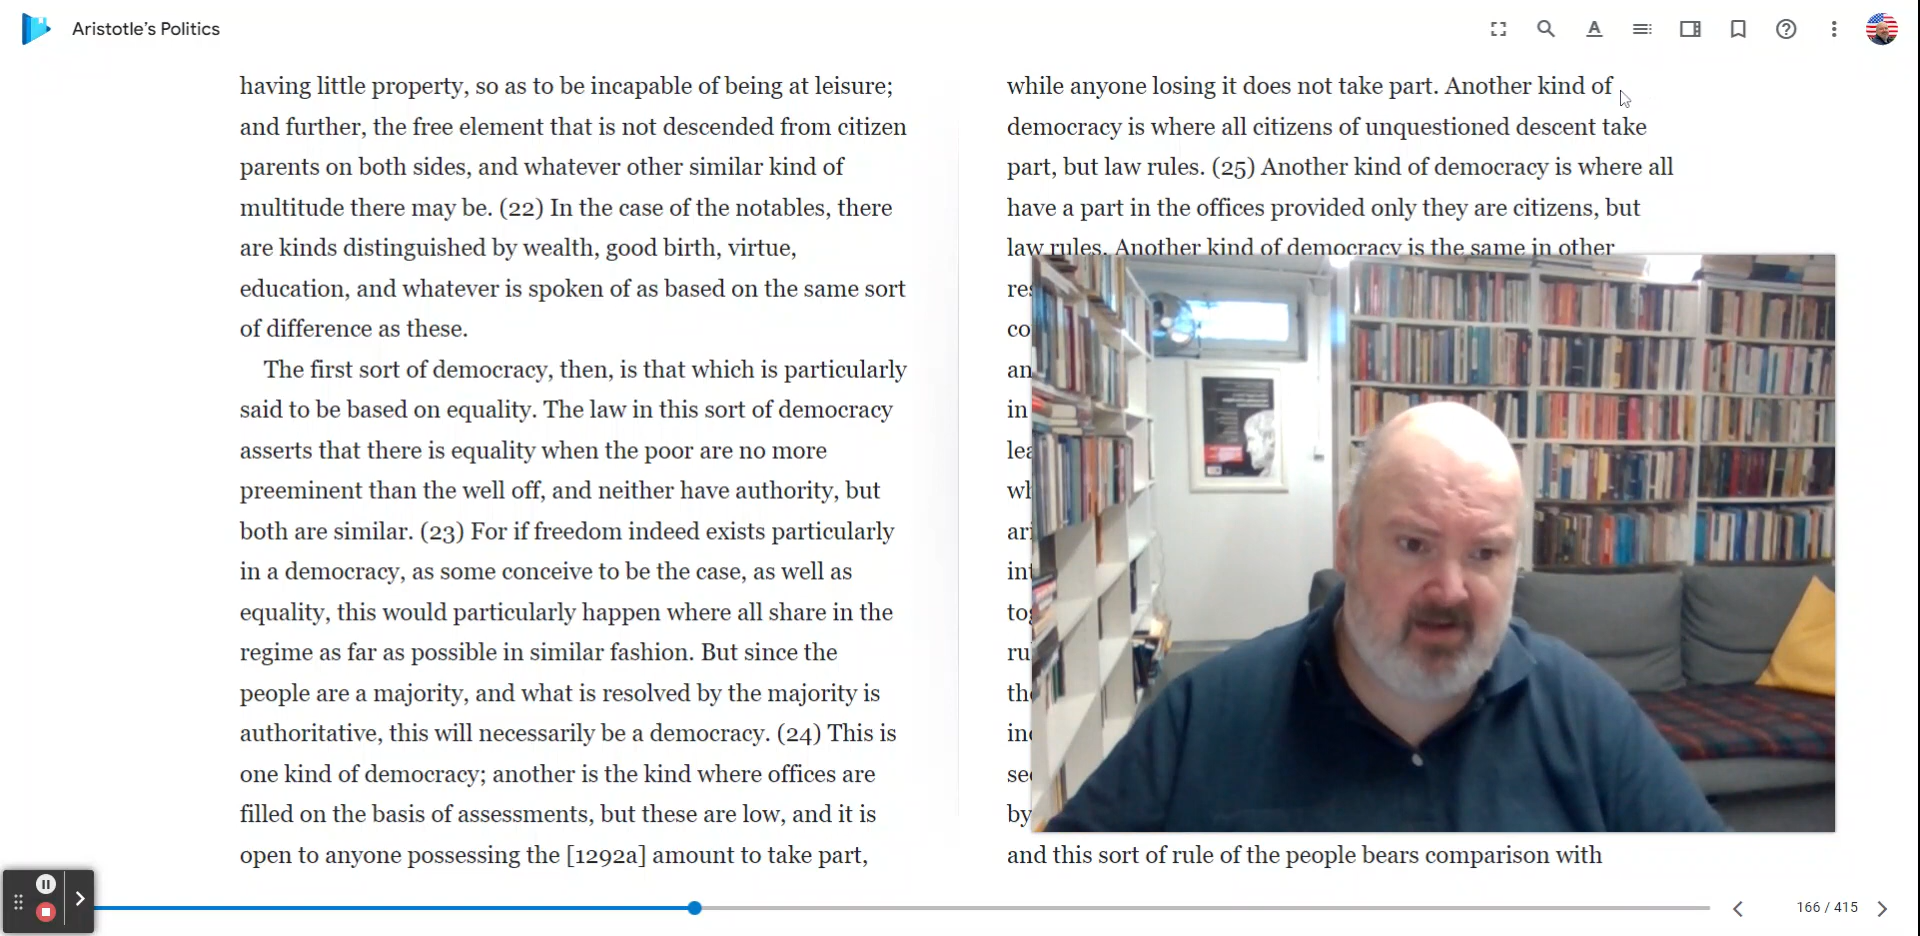 Aristotle's Politics
having little property, so as to be incapable of being at leisure;
and further, the free element that is not descended from citizen
parents on both sides, and whatever other similar kind of
multitude there may be. (22) In the case of the notables, there
are kinds distinguished by wealth, good birth, virtue,
education, and whatever is spoken of as based on the same sort
of difference as these.
The first sort of democracy, then, is that which is particularly
said to be based on equality. The law in this sort of democracy
asserts that there is equality when the poor are no more
preeminent than the well off, and neither have authority, but
both are similar. (23) For if freedom indeed exists particularly
in a democracy, as some conceive to be the case, as well as
equality, this would particularly happen where all share in the
regime as far as possible in similar fashion. But since the
people are a majority, and what is resolved by the majority is
authoritative, this will necessarily be a democracy. (24) This is
one kind of democracy; another is the kind where offices are
filled on the basis of assessments, but these are low, and it is
open to anyone possessing the [1292a] amount to take part,
while anyone losing it does not take part. Another kind of
democracy is where all citizens of unquestioned descent take
part, but law rules. (25) Another kind of democracy is where all
have a part in the offices provided only they are citizens, but
law rules. Another kind of democracy is the same in other
and this sort of rule of the people bears comparison with
166 / 415